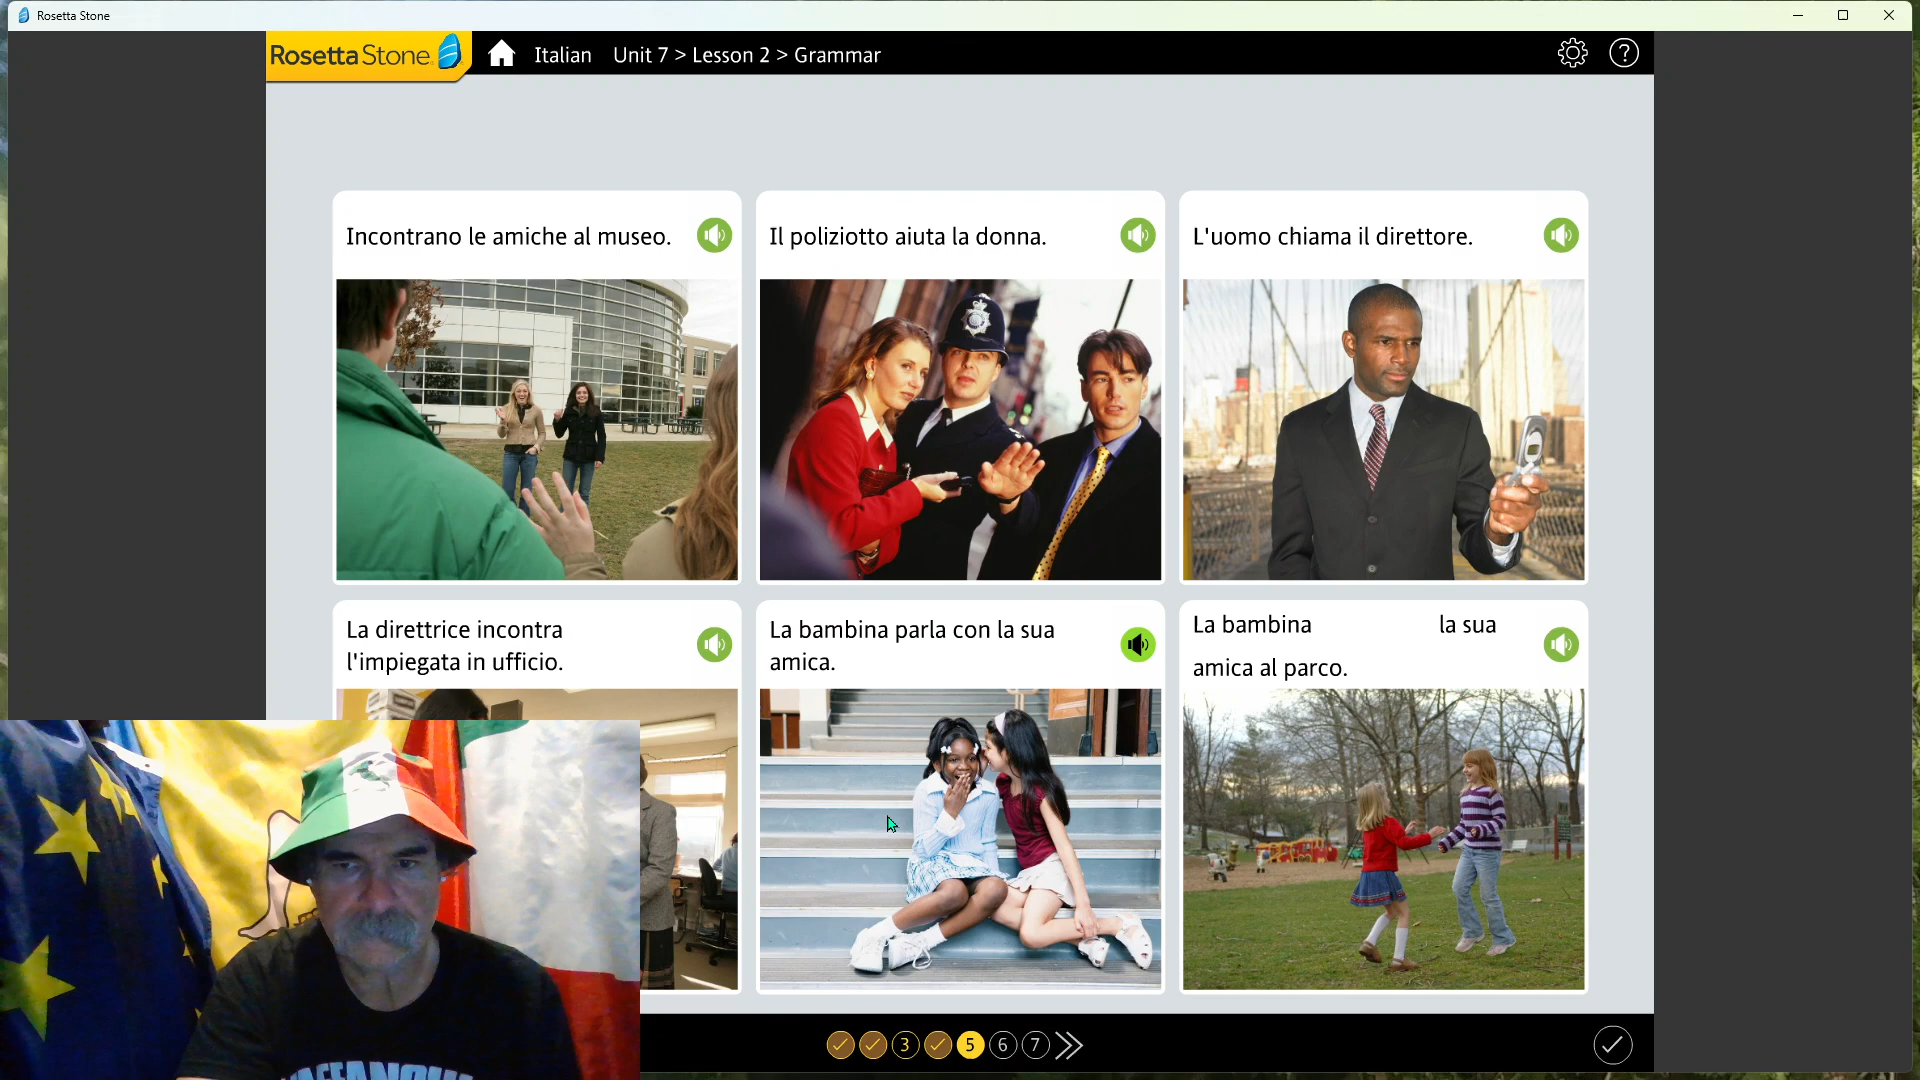 Rosetta Stone
RosettaStone
Italian Unit 7 > Lesson 2 > Grammar
Incontrano le amiche al museo.
Il poliziotto aiuta la donna.
L'uomo chiama il direttore.
La direttrice incontra
l'impiegata in ufficio.
La bambina parla con la sua
amica.
La bambina la sua
amica al parco.
3 5 6 7